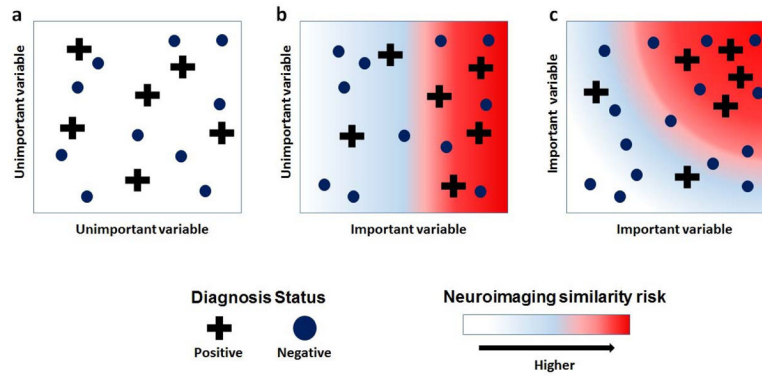 a
b
c
Unimportant variable
Unimportant variable
Unimportant variable
Important variable
Important variable
Important variable
Diagnosis Status
Positive
Negative
Neuroimaging similarity risk
Higher